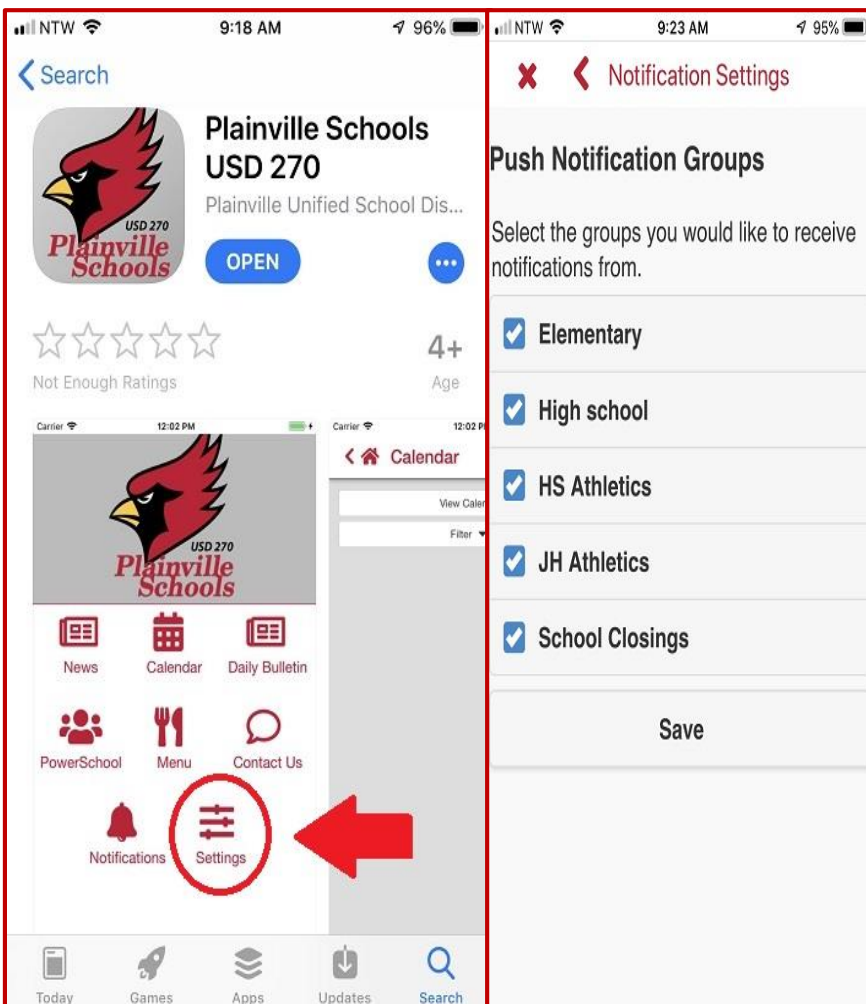 NTW 9:18 AM 96%
Search
Plainville Schools
USD 270
Plainville Unified School Dis...
OPEN
USD 270
Plainville
Schools
4+
Not Enough Ratings
Age
Carrier 12:02 PM
USD 270
Plainville
Schools
News
Calendar
Daily Bulletin
PowerSchool
Menu
Contact Us
Notifications
Settings
Carrier 12:02
Calendar
View
Filter
Today
Games
Apps
Updates
Search
NTW 9:23 AM 95%
Notification Settings
Push Notification Groups
Select the groups you would like to receive
notifications from.
Elementary
High school
HS Athletics
JH Athletics
School Closings
Save